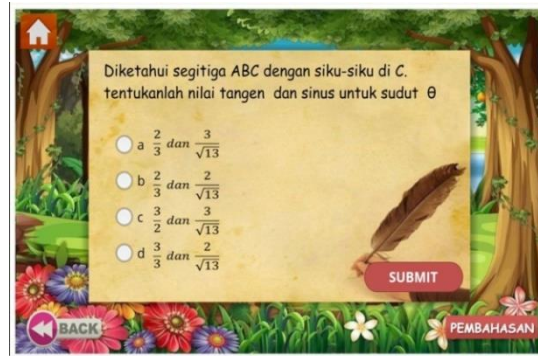 Diketahui segitiga ABC dengan siku-siku di C.
tentukanlah nilai tangen dan sinus untuk sudut θ
a 2/3 dan 3/√13
b 2/3 dan 2/√13
c 3/2 dan 3/√13
d 3/3 dan 2/√13
SUBMIT
BACK
PEMBAHASAN